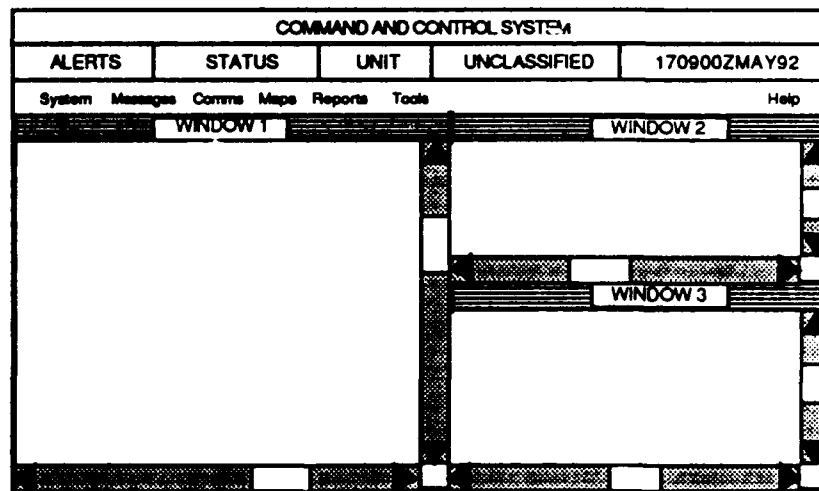 COMMAND AND CONTROL SYSTEM
ALERTS STATUS UNIT UNCLASSIFIED 170900ZMAY92
System Messages Comms Maps Reports Tools Help
WINDOW 1 WINDOW 2
WINDOW 3